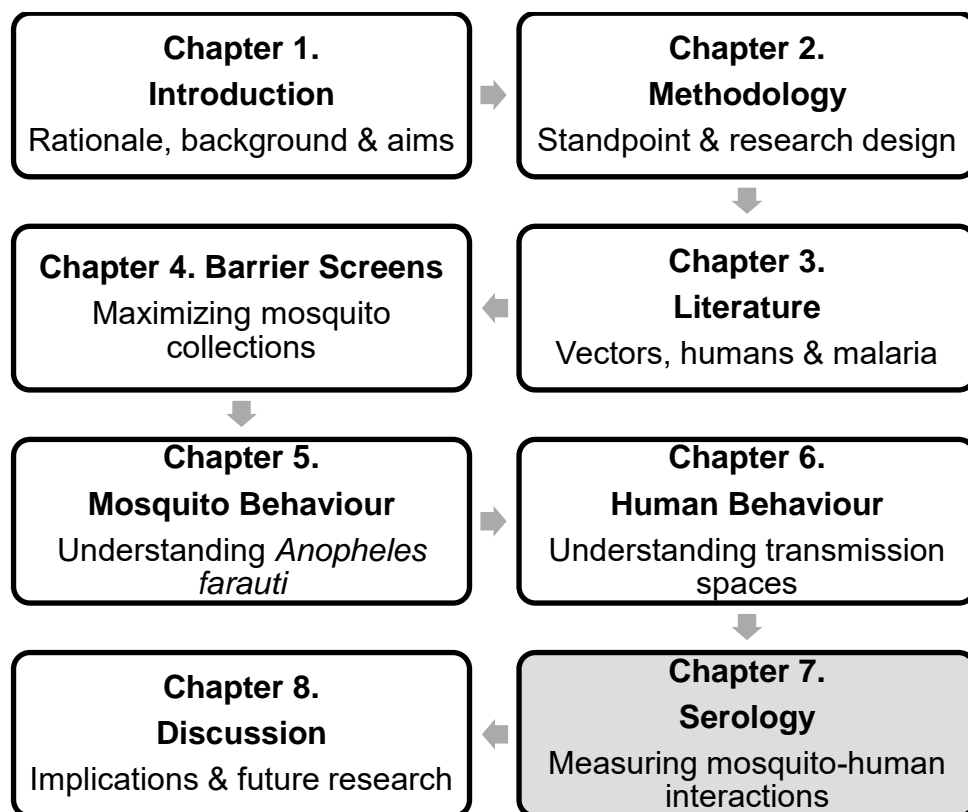 Chapter 1.
Introduction
Rationale, background & aims
Chapter 2.
Methodology
Standpoint & research design
Chapter 3.
Literature
Vectors, humans & malaria
Chapter 4. Barrier Screens
Maximizing mosquito
collections
Chapter 5.
Mosquito Behaviour
Understanding Anopheles
farauti
Chapter 6.
Human Behaviour
Understanding transmission
spaces
Chapter 7.
Serology
Measuring mosquito-human
interactions
Chapter 8.
Discussion
Implications & future research